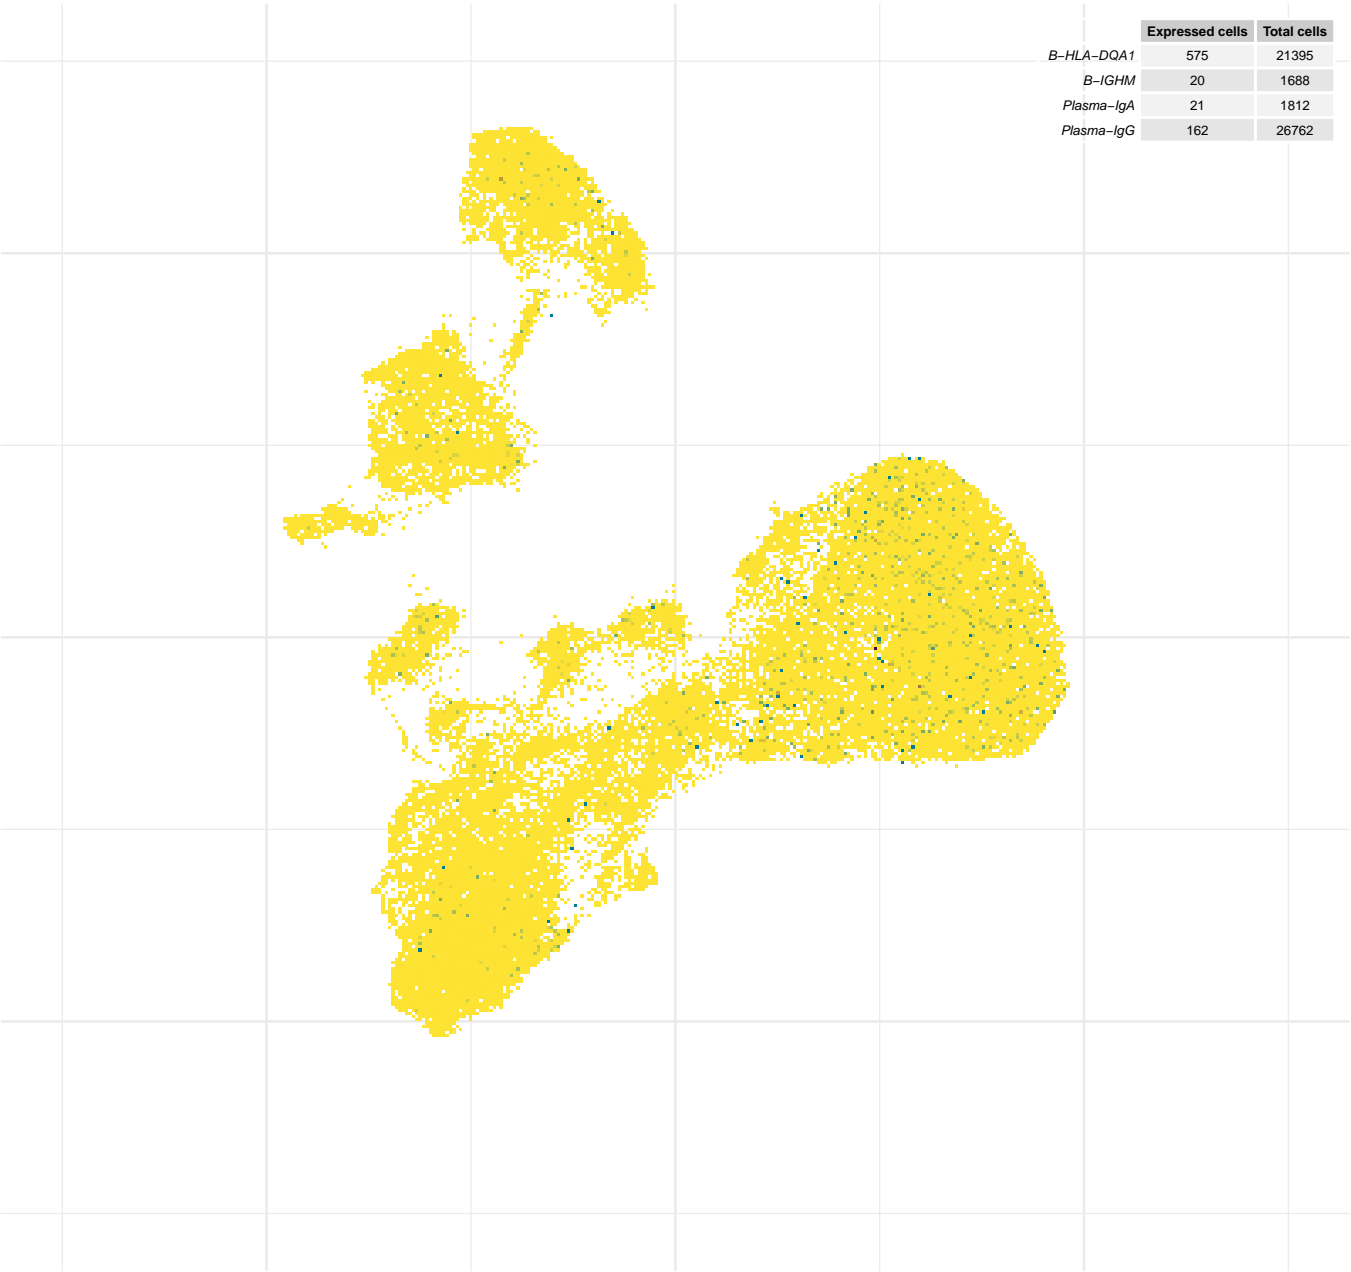 Expressed cells Total cells
B−HLA−DQA1 575 21395
B−IGHM 20 1688
Plasma−IgA 21 1812
Plasma−IgG 162 26762